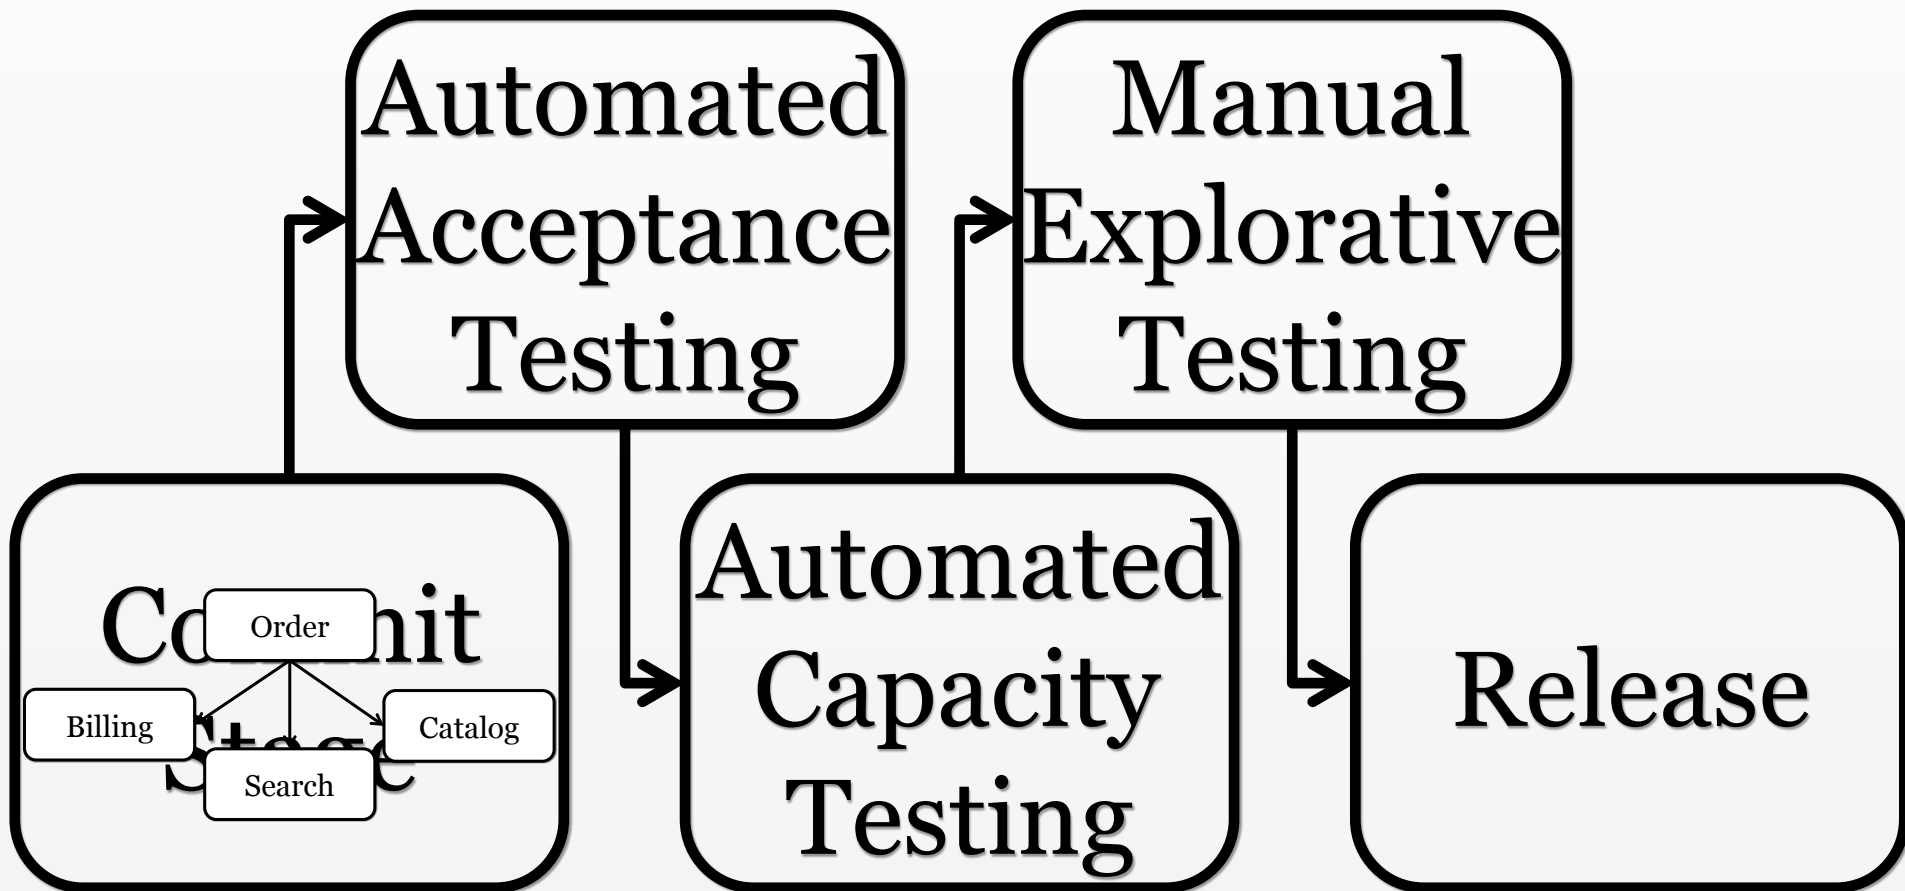 Automated
Acceptance
Testing
Manual
Explorative
Testing
Order
Billing
Catalog
Search
Automated
Capacity
Testing
Release